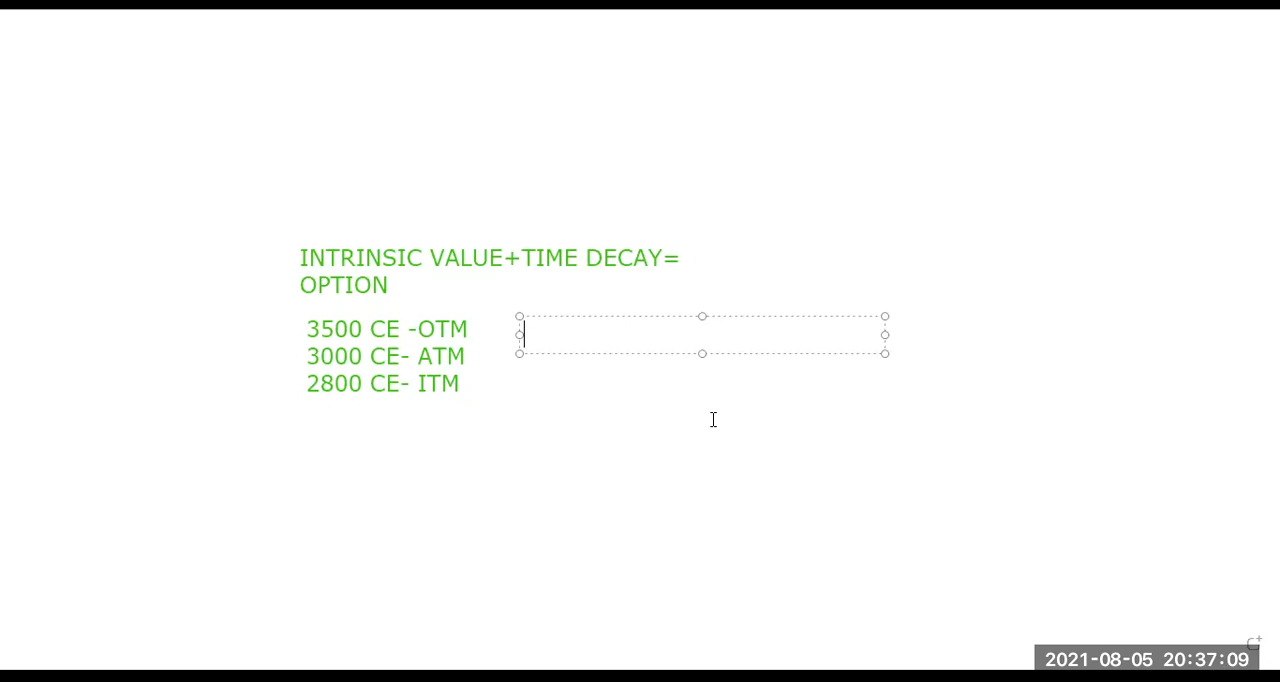 INTRINSIC VALUE+TIME DECAY=
OPTION
3500 CE -OTM
3000 CE- ATM
2800 CE- ITM
2021-08-05 20:37:09